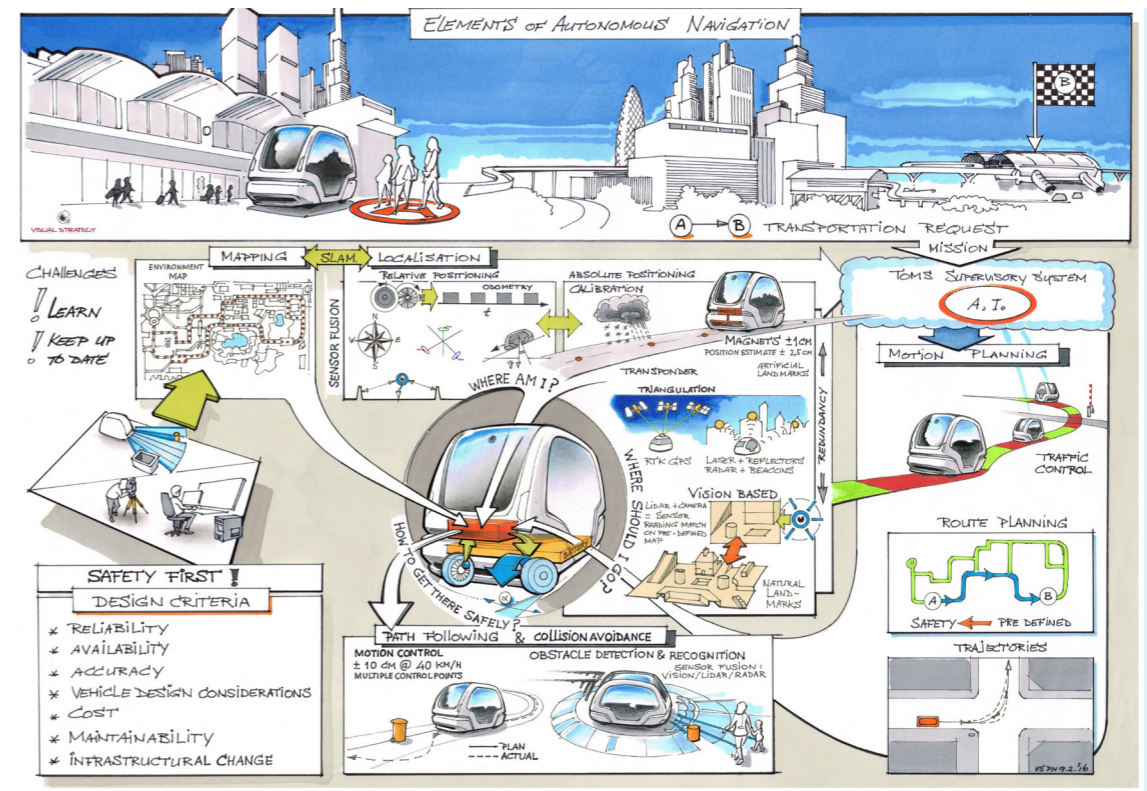 ELEMENTS OF AUTONOMOUS NAVIGATION
B
VISUAL STRATEGY
A B TRANSPORTATION REQUEST
MISSION
MAPPING
SLAM.
LOCALISATION
CHALLENGES
! LEARN
! KEEP UP
TO DATE
ENVIRONMENT
MAP
SENSOR FUSION
RELATIVE POSITIONING
ODOMETRY
t
ABSOLUTE POSITIONING
CALIBRATION
MAGNETS ±1CM
POSITION ESTIMATE ± 2,5CM
ARTIFICIAL
LANDMARKS
TRANSPONDER
TRIANGULATION
RTK GPS
LASER + REFLECTORS
RADAR + BEACONS
REDUNDANCY
VISION BASED
LIDAR + CAMERA
= SENSOR
READING MATCH
ON PRE-DEFINED
MAP
NATURAL
LAND-
MARKS
TOMS SUPERVISORY SYSTEM
A.I.
MOTION PLANNING
TRAFFIC
CONTROL
ROUTE PLANNING
A
B
SAFETY PRE DEFINED
TRAJECTORIES
VSDN9.2.'16
WHERE AM I?
WHERE SHOULD I GO?
HOW TO GET THERE SAFELY?
BATTERY
α
SAFETY FIRST !
DESIGN CRITERIA
* RELIABILITY
* AVAILABILITY
* ACCURACY
* VEHICLE DESIGN CONSIDERATIONS
* COST
* MAINTAINABILITY
* INFRASTRUCTURAL CHANGE
PATH FOLLOWING & COLLISION AVOIDANCE
MOTION CONTROL
± 10 CM @ 40 KM/H
MULTIPLE CONTROL POINTS
OBSTACLE DETECTION & RECOGNITION
SENSOR FUSION:
VISION/LIDAR/RADAR
PLAN
ACTUAL